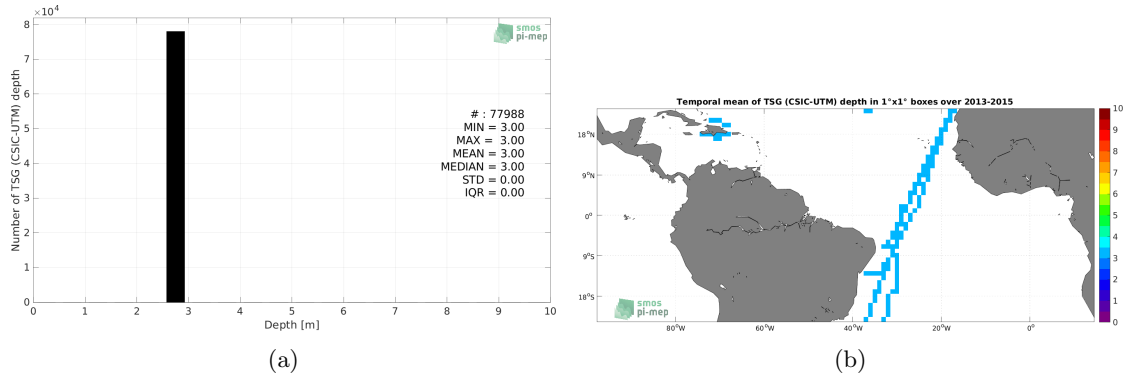 ×10⁴
smos
pi-mep
8
7
6
5
4
3
2
1
0
Number of TSG (CSIC-UTM) depth
# : 77988
MIN = 3.00
MAX = 3.00
MEAN = 3.00
MEDIAN = 3.00
STD = 0.00
IQR = 0.00
0 1 2 3 4 5 6 7 8 9 10
Depth [m]
(a)
Temporal mean of TSG (CSIC-UTM) depth in 1°x1° boxes over 2013-2015
18°N
9°N
0°
9°S
18°S
80°W 60°W 40°W 20°W 0°
smos
pi-mep
10
9
8
7
6
5
4
3
2
1
0
(b)